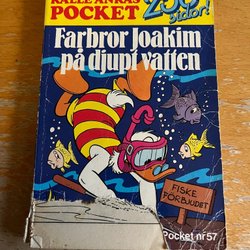 KALLE ANKAS
POCKET
250
sidor!
Farbror Joakim
på djupt vatten
FISKE
FÖRBJUDET
Pocket nr 57